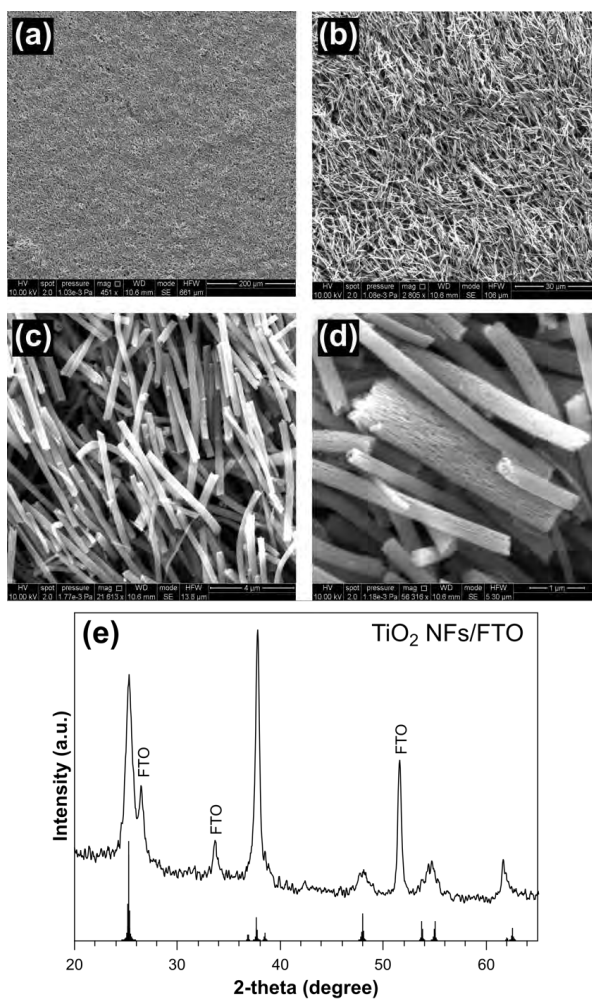 (a)
HV spot pressure mag □ WD mode HFW 200 µm
10.00 kV 2.0 1.03e-3 Pa 451 x 10.6 mm SE 661 µm
(b)
HV spot pressure mag □ WD mode HFW 30 µm
10.00 kV 2.0 1.08e-3 Pa 2 805 x 10.6 mm SE 106 µm
(c)
HV spot pressure mag □ WD mode HFW 4 µm
10.00 kV 2.0 1.77e-3 Pa 21 613 x 10.6 mm SE 13.8 µm
(d)
HV spot pressure mag □ WD mode HFW 1 µm
10.00 kV 2.0 1.18e-3 Pa 56 316 x 10.6 mm SE 5.30 µm
(e)
TiO₂ NFs/FTO
FTO
FTO
FTO
Intensity (a.u.)
20 30 40 50 60
2-theta (degree)